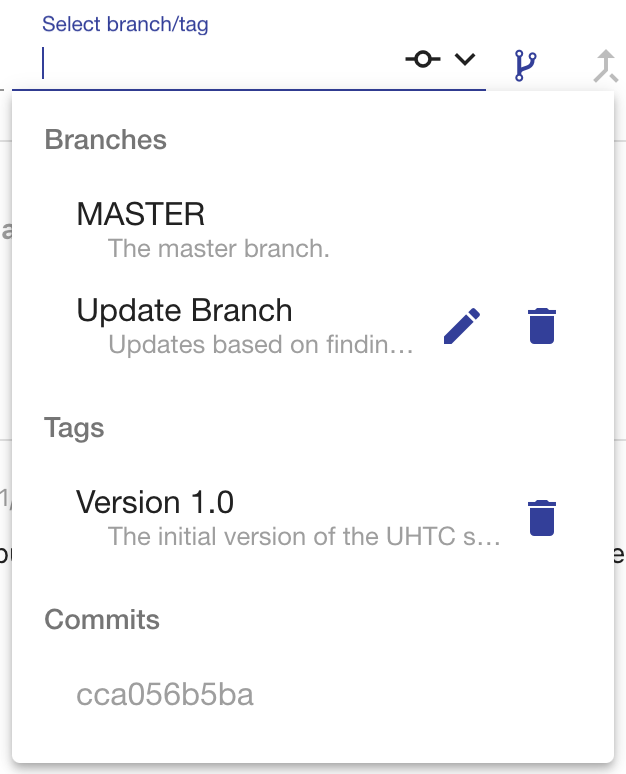 Select branch/tag
Branches
MASTER
The master branch.
Update Branch
Updates based on findin...
Tags
Version 1.0
The initial version of the UHTC s...
Commits
cca056b5ba